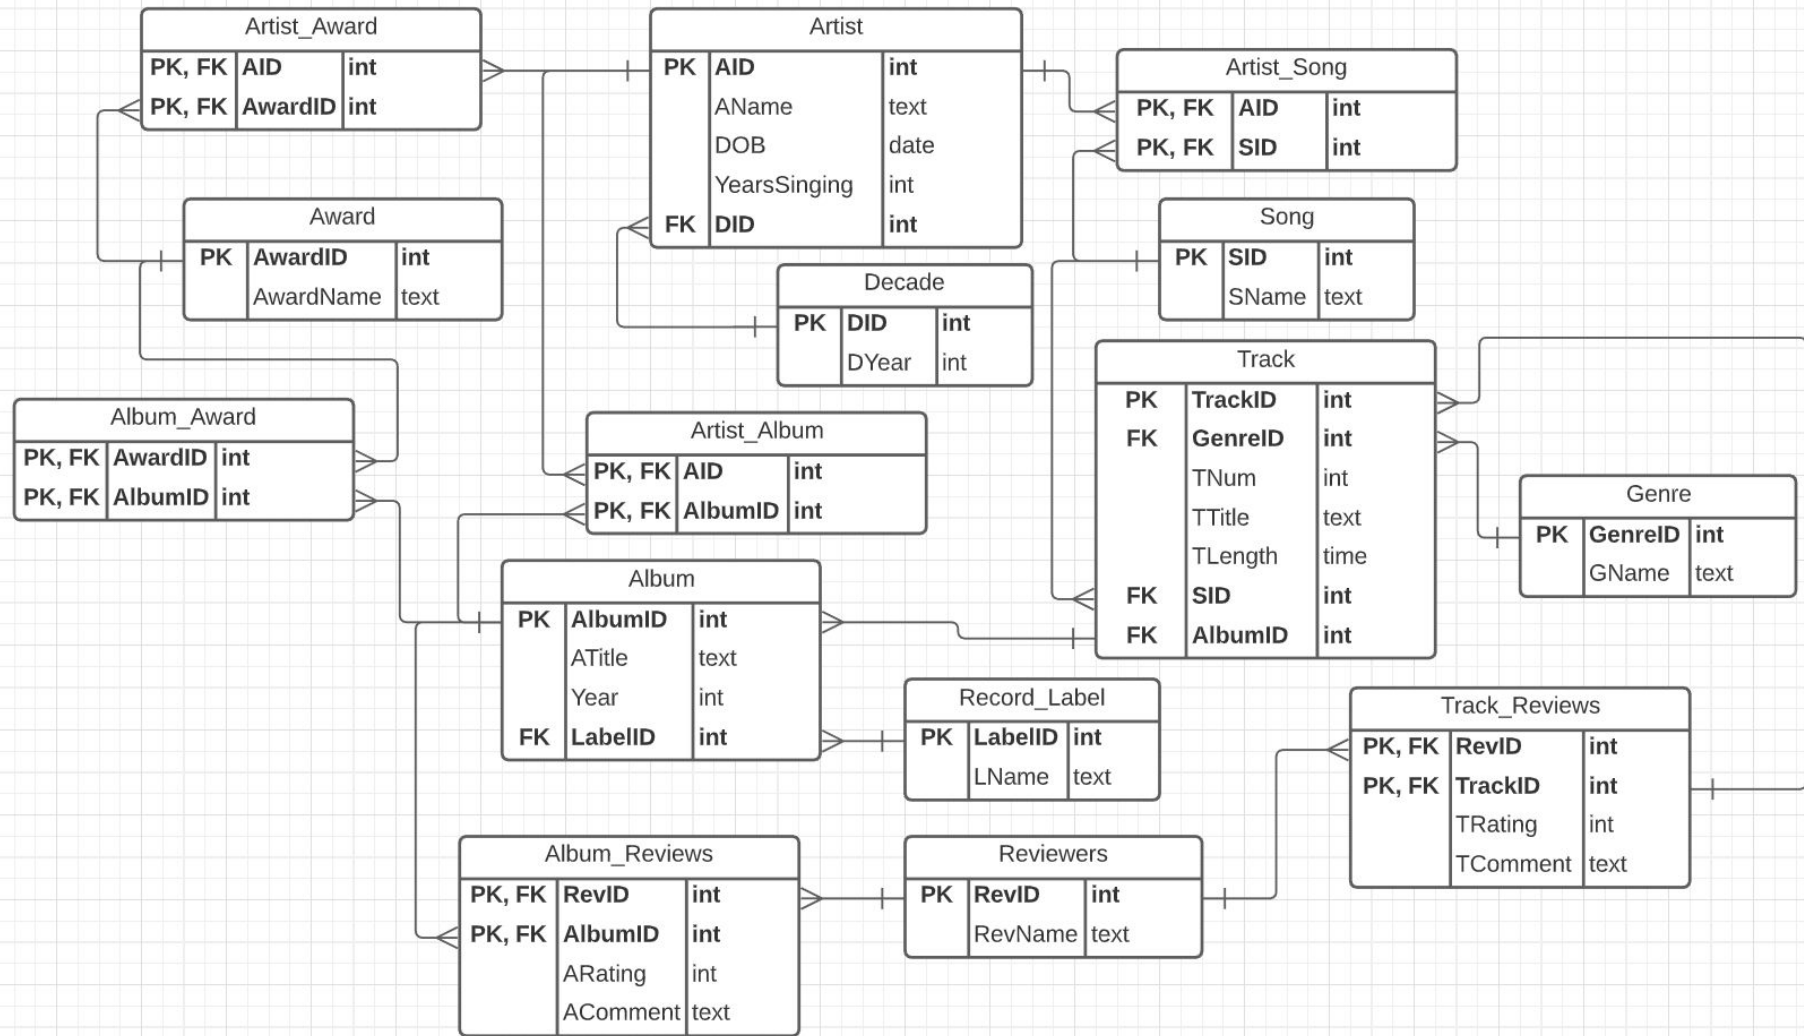 Artist_Award
PK, FK AID int
PK, FK AwardID int
Artist
PK AID int
AName text
DOB date
YearsSinging int
FK DID int
Artist_Song
PK, FK AID int
PK, FK SID int
Award
PK AwardID int
AwardName text
Song
PK SID int
SName text
Decade
PK DID int
DYear int
Track
PK TrackID int
FK GenreID int
TNum int
TTitle text
TLength time
FK SID int
FK AlbumID int
Album_Award
PK, FK AwardID int
PK, FK AlbumID int
Artist_Album
PK, FK AID int
PK, FK AlbumID int
Genre
PK GenreID int
GName text
Album
PK AlbumID int
ATitle text
Year int
FK LabelID int
Record_Label
PK LabelID int
LName text
Track_Reviews
PK, FK RevID int
PK, FK TrackID int
TRating int
TComment text
Album_Reviews
PK, FK RevID int
PK, FK AlbumID int
ARating int
AComment text
Reviewers
PK RevID int
RevName text